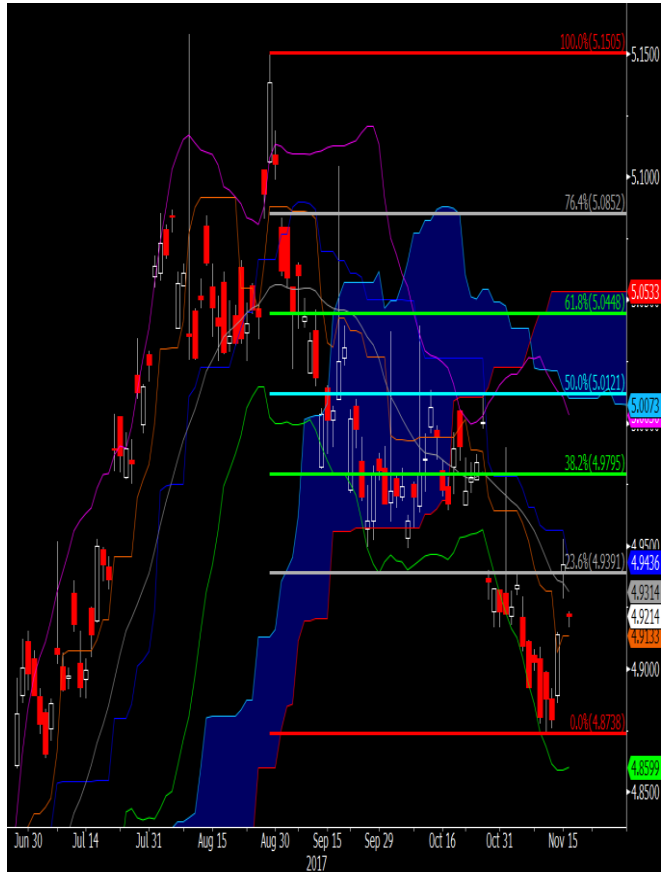 100.0%(5.1505)
5.1500
5.1000
76.4%(5.0852)
5.0533
61.8%(5.0448)
50.0%(5.0121)
5.0073
38.2%(4.9795)
4.9500
23.6%(4.9391)
4.9436
4.9314
4.9214
4.9133
4.9000
0.0%(4.8738)
4.8599
4.8500
Jun 30
Jul 14
Jul 31
Aug 15
Aug 30
Sep 15
Sep 29
Oct 16
Oct 31
Nov 15
2017